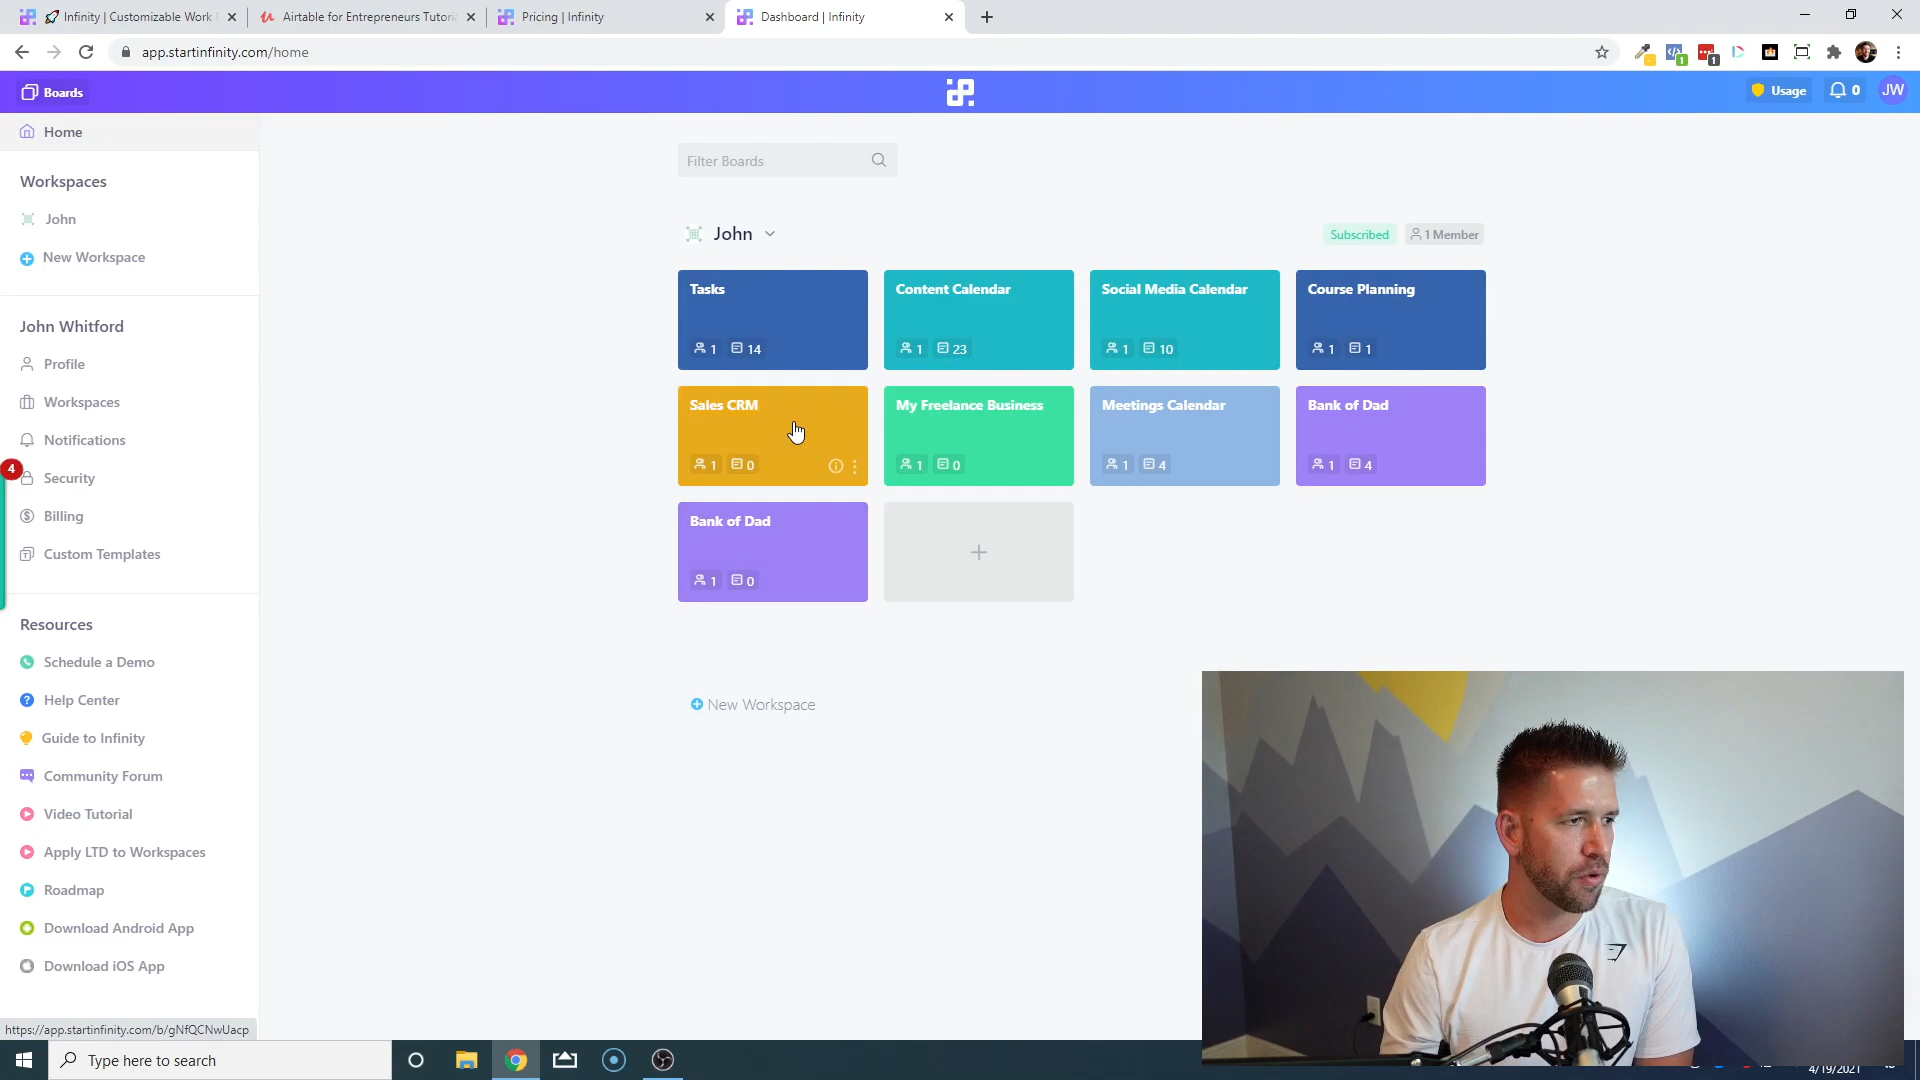 Infinity | Customizable Work
Airtable for Entrepreneurs Tutoria
Pricing | Infinity
Dashboard | Infinity
app.startinfinity.com/home
Boards
Usage
0
JW
Home
Workspaces
John
New Workspace
John Whitford
Profile
Workspaces
Notifications
4
Security
Billing
Custom Templates
Resources
Schedule a Demo
Help Center
Guide to Infinity
Community Forum
Video Tutorial
Apply LTD to Workspaces
Roadmap
Download Android App
Download iOS App
https://app.startinfinity.com/b/gNfQCNwUacp
Filter Boards
John
Subscribed
1 Member
Tasks
1 14
Content Calendar
1 23
Social Media Calendar
1 10
Course Planning
1 1
Sales CRM
1 0
My Freelance Business
1 0
Meetings Calendar
1 4
Bank of Dad
1 4
Bank of Dad
1 0
New Workspace
Type here to search
4/19/2021